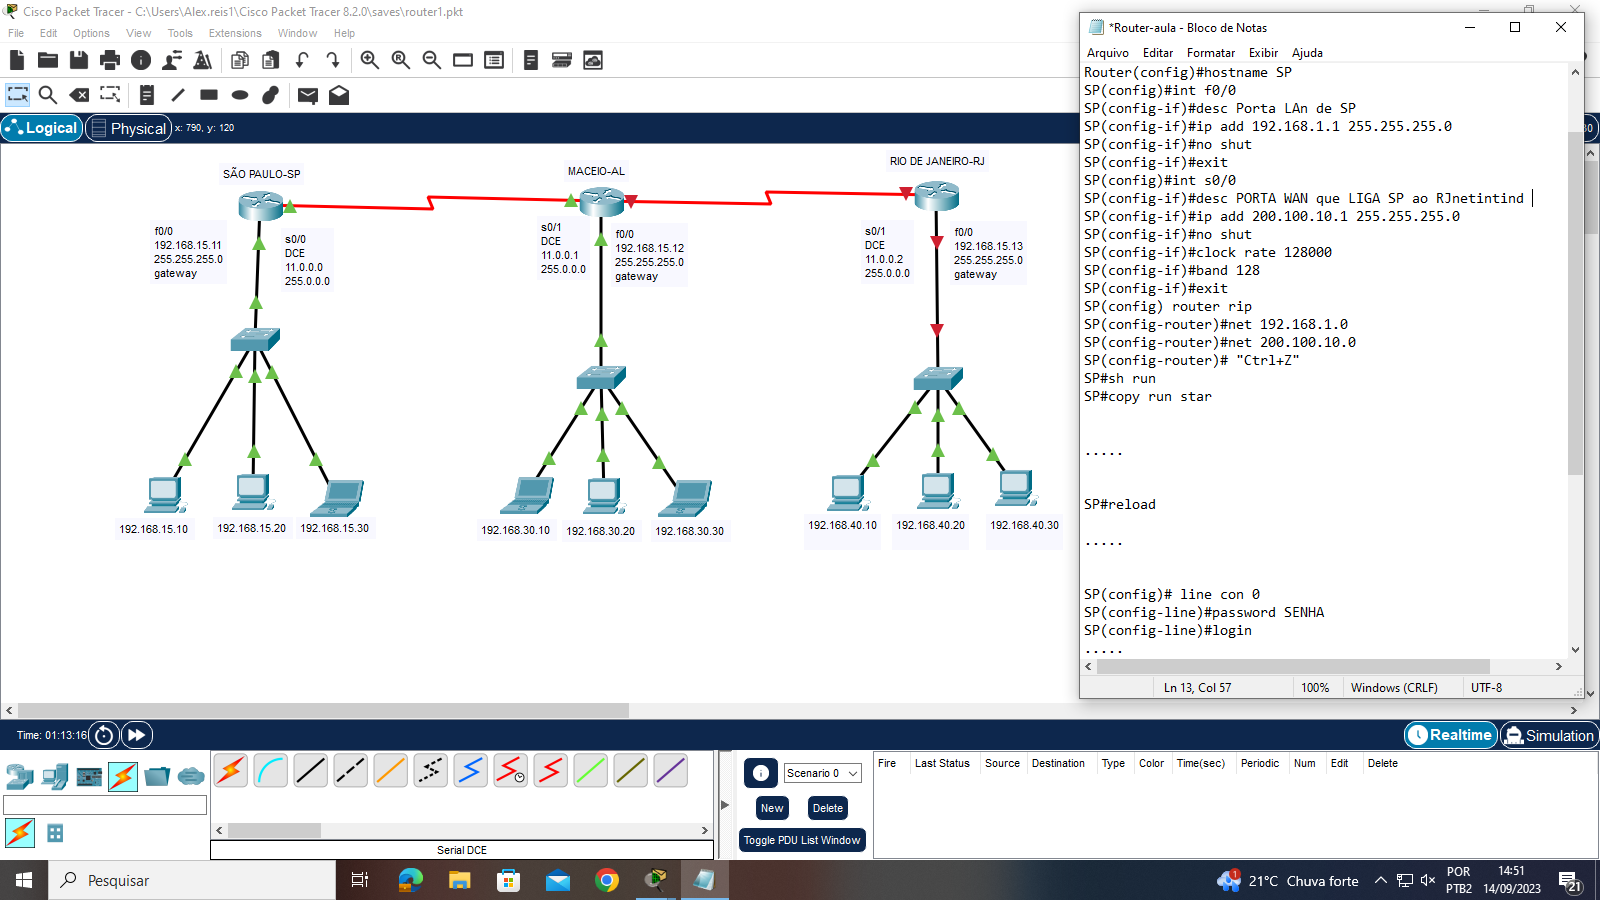 Cisco Packet Tracer - C:\Users\Alex.reis1\Cisco Packet Tracer 8.2.0\saves\router1.pkt
File Edit Options View Tools Extensions Window Help
Logical Physical x: 790, y: 120
SÃO PAULO-SP
MACEIO-AL
RIO DE JANEIRO-RJ
f0/0
192.168.15.11
255.255.255.0
gateway
s0/0
DCE
11.0.0.0
255.0.0.0
s0/1
DCE
11.0.0.1
255.0.0.0
f0/0
192.168.15.12
255.255.255.0
gateway
s0/1
DCE
11.0.0.2
255.0.0.0
f0/0
192.168.15.13
255.255.255.0
gateway
192.168.15.10
192.168.15.20
192.168.15.30
192.168.30.10
192.168.30.20
192.168.30.30
192.168.40.10
192.168.40.20
192.168.40.30
*Router-aula - Bloco de Notas
Arquivo Editar Formatar Exibir Ajuda
Router(config)#hostname SP
SP(config)#int f0/0
SP(config-if)#desc Porta LAn de SP
SP(config-if)#ip add 192.168.1.1 255.255.255.0
SP(config-if)#no shut
SP(config-if)#exit
SP(config)#int s0/0
SP(config-if)#desc PORTA WAN que LIGA SP ao RJnetintind
SP(config-if)#ip add 200.100.10.1 255.255.255.0
SP(config-if)#no shut
SP(config-if)#clock rate 128000
SP(config-if)#band 128
SP(config-if)#exit
SP(config) router rip
SP(config-router)#net 192.168.1.0
SP(config-router)#net 200.100.10.0
SP(config-router)# "Ctrl+Z"
SP#sh run
SP#copy run star
.....
SP#reload
.....
SP(config)# line con 0
SP(config-line)#password SENHA
SP(config-line)#login
.....
Ln 13, Col 57 100% Windows (CRLF) UTF-8
Time: 01:13:16
Realtime Simulation
Serial DCE
Scenario 0
New Delete
Toggle PDU List Window
Fire Last Status Source Destination Type Color Time(sec) Periodic Num Edit Delete
Pesquisar
1
21°C Chuva forte
POR
PTB2
14:51
14/09/2023
21